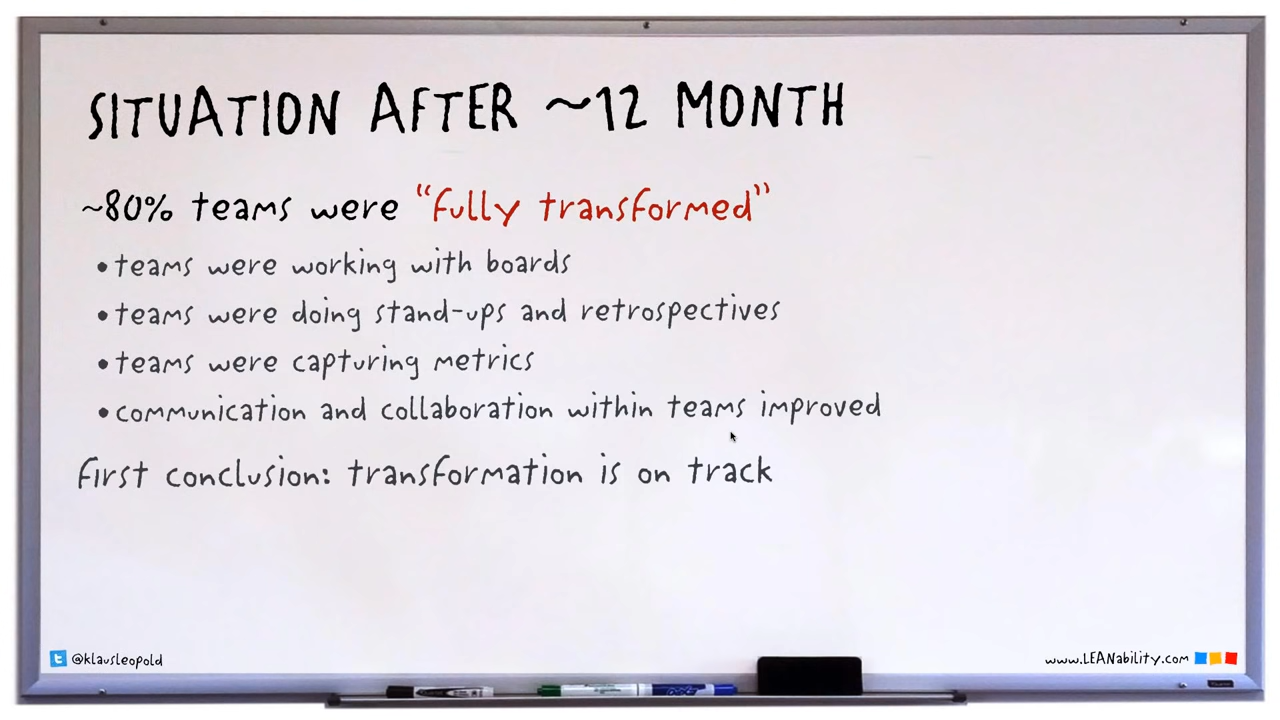 SITUATION AFTER ~12 MONTH
~80% teams were “fully transformed”
• teams were working with boards
• teams were doing stand-ups and retrospectives
• teams were capturing metrics
• communication and collaboration within teams improved
First conclusion: transformation is on track
@klausleopold
www.LEANability.com